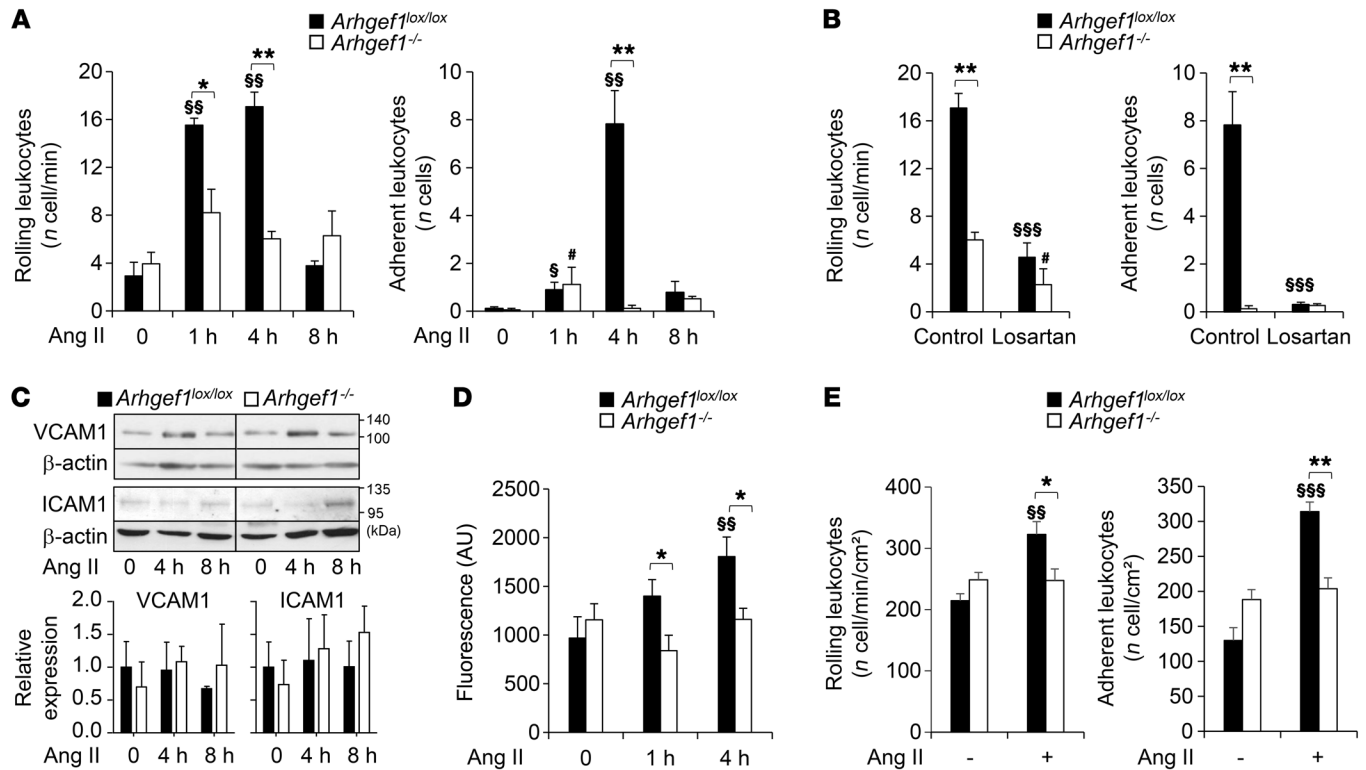 A
Arhgef1lox/lox
Arhgef1-/-
Rolling leukocytes
(n cell/min)
20
16
12
8
4
0
§§
*
§§
**
Ang II
0
1 h
4 h
8 h
Adherent leukocytes
(n cells)
10
8
6
4
2
0
§
#
§§
**
0
1 h
4 h
8 h
B
Arhgef1lox/lox
Arhgef1-/-
Rolling leukocytes
(n cell/min)
20
16
12
8
4
0
**
§§§
#
Control Losartan
Adherent leukocytes
(n cells)
10
8
6
4
2
0
**
§§§
Control Losartan
C
Arhgef1lox/lox
Arhgef1-/-
VCAM1
140
100
β-actin
ICAM1
135
95
β-actin
(kDa)
Ang II 0 4 h 8 h 0 4 h 8 h
VCAM1
ICAM1
Relative
expression
2.0
1.5
1.0
0.5
0.0
Ang II 0 4 h 8 h 0 4 h 8 h
D
Arhgef1lox/lox
Arhgef1-/-
Fluorescence (AU)
2500
2000
1500
1000
500
0
*
§§
*
Ang II
0
1 h
4 h
E
Arhgef1lox/lox
Arhgef1-/-
Rolling leukocytes
(n cell/min/cm²)
400
300
200
100
0
§§
*
Ang II
-
+
Adherent leukocytes
(n cell/cm²)
350
300
250
200
150
100
50
0
§§§
**
Ang II
-
+